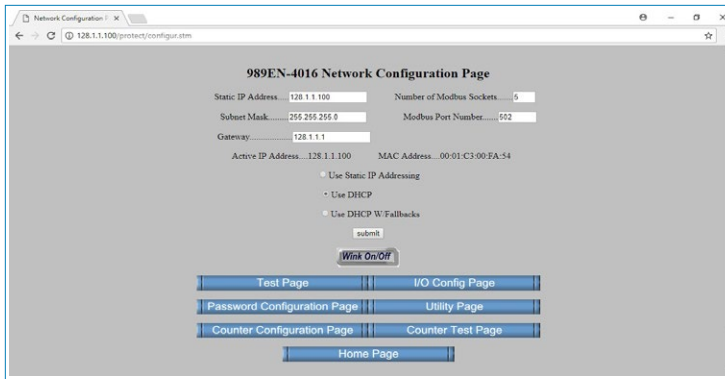 Network Configuration P
128.1.1.100/protect/configur.stm
989EN-4016 Network Configuration Page
Static IP Address.....128.1.1.100 Number of Modbus Sockets.......5
Subnet Mask.........255.255.255.0 Modbus Port Number.......502
Gateway...................128.1.1.1
Active IP Address....128.1.1.100 MAC Address....00:01:C3:00:FA:54
Use Static IP Addressing
Use DHCP
Use DHCP W/Fallbacks
submit
Wink On/Off
Test Page I/O Config Page
Password Configuration Page Utility Page
Counter Configuration Page Counter Test Page
Home Page